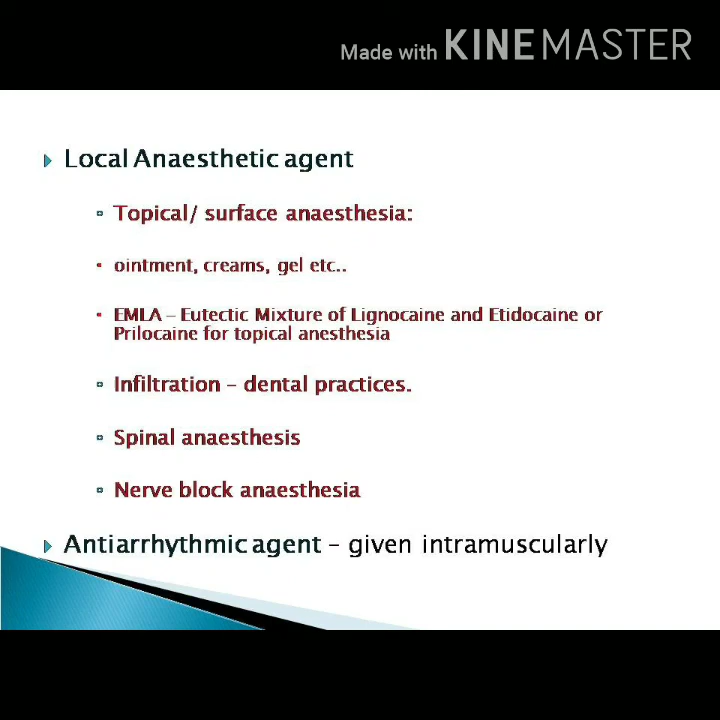 Made with KINEMASTER
Local Anaesthetic agent
Topical/ surface anaesthesia:
ointment, creams, gel etc..
EMLA – Eutectic Mixture of Lignocaine and Etidocaine or
Prilocaine for topical anesthesia
Infiltration – dental practices.
Spinal anaesthesis
Nerve block anaesthesia
Antiarrhythmic agent – given intramuscularly